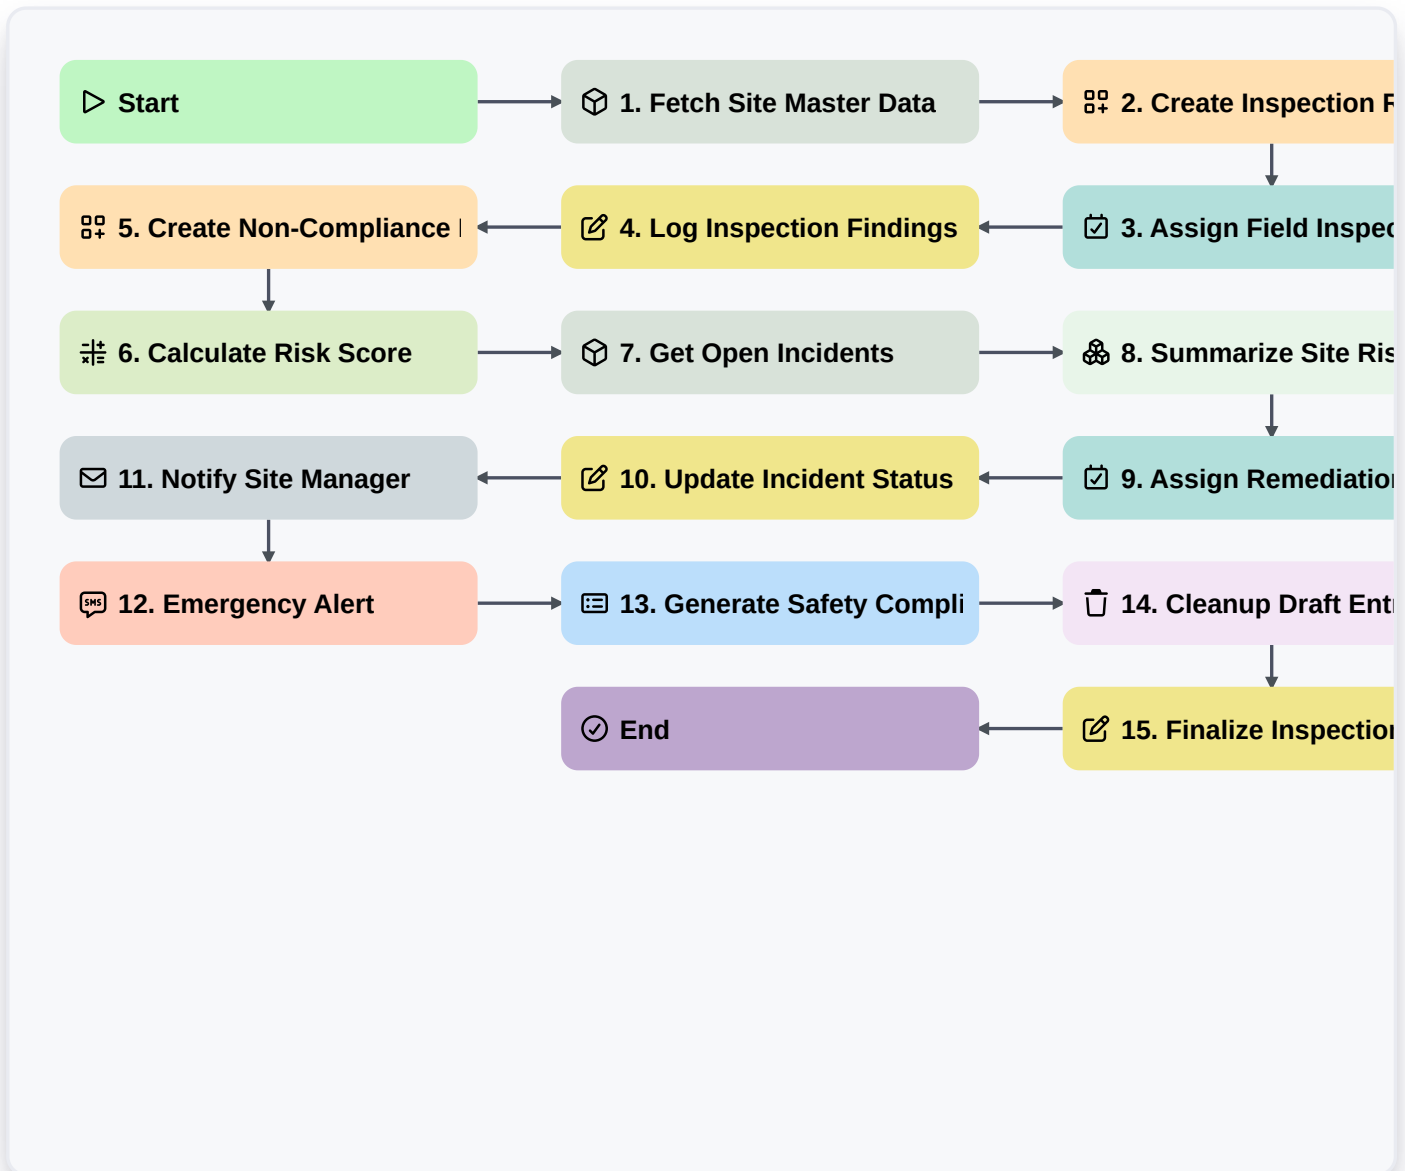 Start
1. Fetch Site Master Data
2. Create Inspection
5. Create Non-Compliance
4. Log Inspection Findings
3. Assign Field
6. Calculate Risk Score
7. Get Open Incidents
8. Summarize Site
11. Notify Site Manager
10. Update Incident Status
9. Assign
SMS
12. Emergency Alert
13. Generate Safety
14. Cleanup Draft
End
15. Finalize